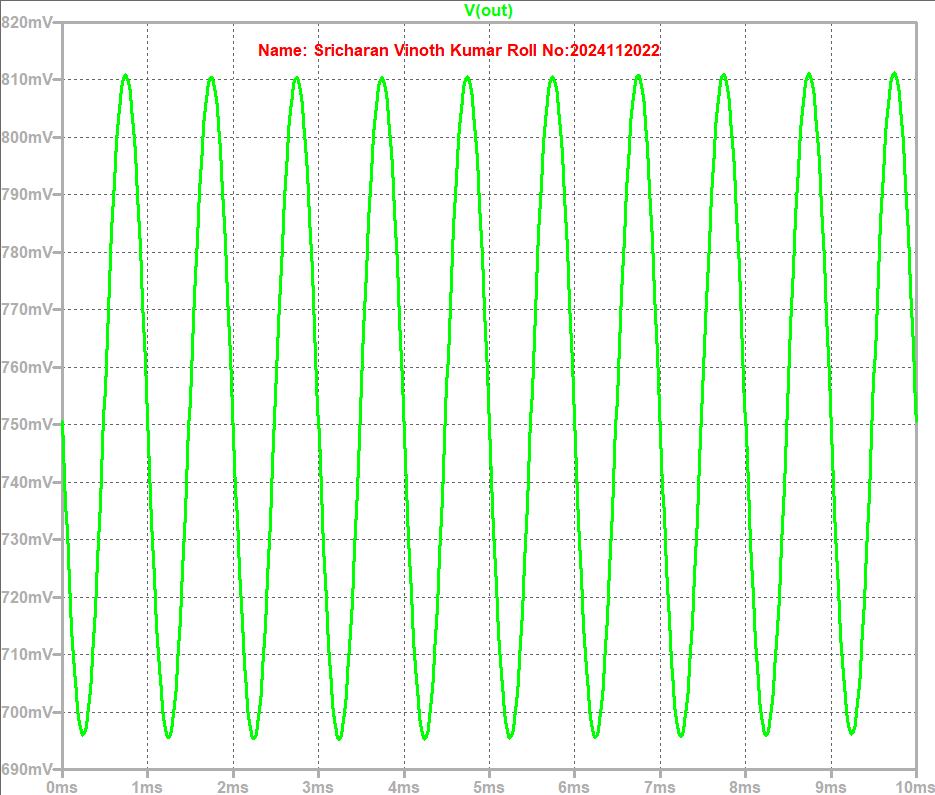 V(out)
820mV
Name: Sricharan Vinoth Kumar Roll No:2024112022
810mV
800mV
790mV
780mV
770mV
760mV
750mV
740mV
730mV
720mV
710mV
700mV
690mV
0ms 1ms 2ms 3ms 4ms 5ms 6ms 7ms 8ms 9ms 10ms